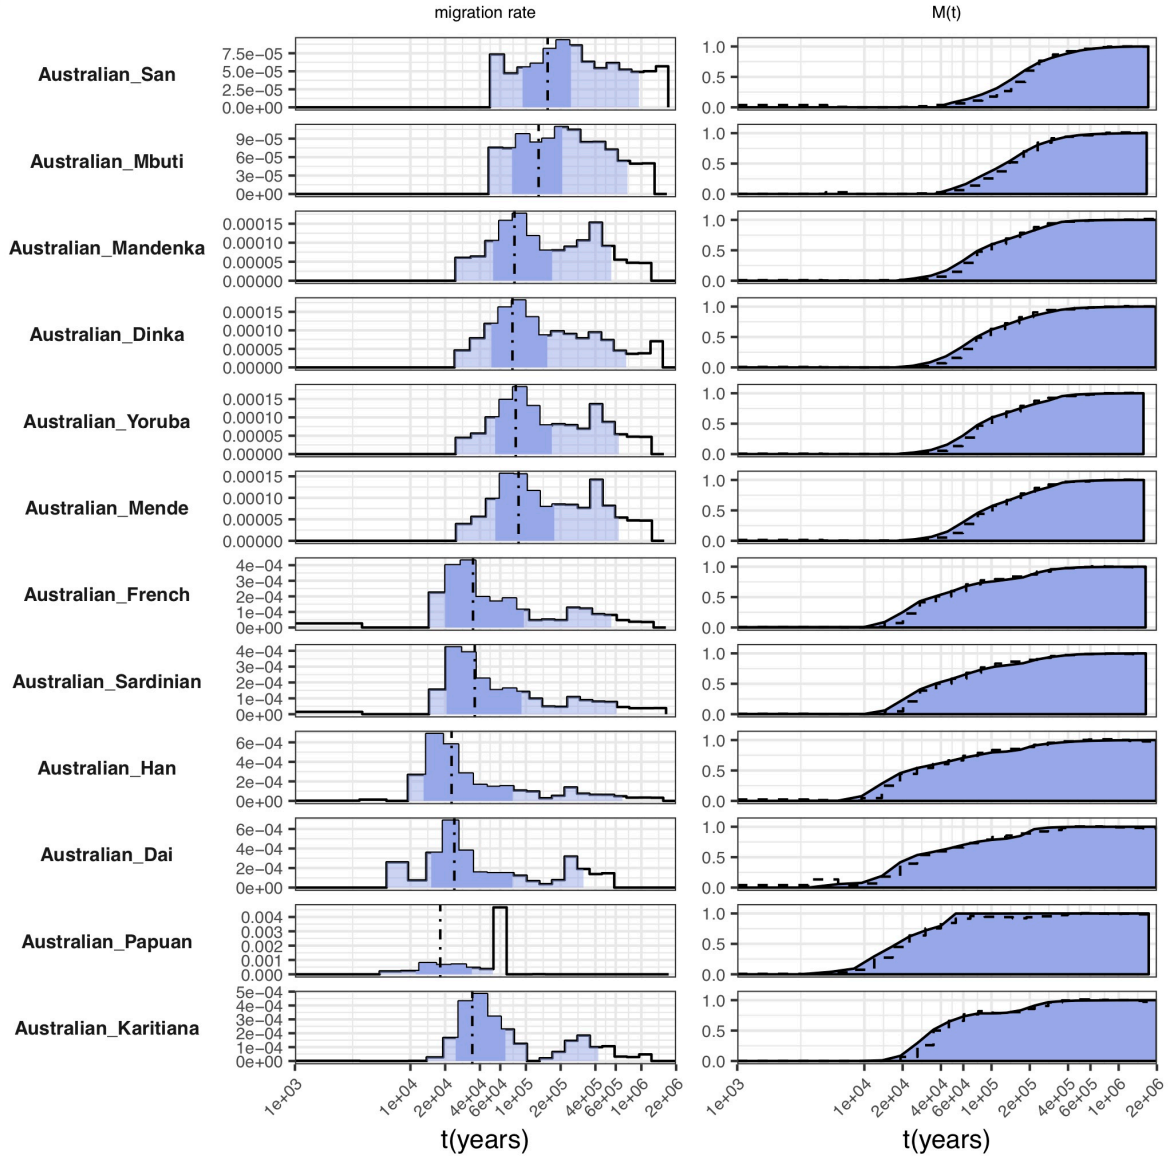 migration rate M(t)
Australian_San
7.5e−05
5.0e−05
2.5e−05
0.0e+00
1.0
0.5
0.0
Australian_Mbuti
9e−05
6e−05
3e−05
0e+00
1.0
0.5
0.0
Australian_Mandenka
0.00015
0.00010
0.00005
0.00000
1.0
0.5
0.0
Australian_Dinka
0.00015
0.00010
0.00005
0.00000
1.0
0.5
0.0
Australian_Yoruba
0.00015
0.00010
0.00005
0.00000
1.0
0.5
0.0
Australian_Mende
0.00015
0.00010
0.00005
0.00000
1.0
0.5
0.0
Australian_French
4e−04
3e−04
2e−04
1e−04
0e+00
1.0
0.5
0.0
Australian_Sardinian
4e−04
3e−04
2e−04
1e−04
0e+00
1.0
0.5
0.0
Australian_Han
6e−04
4e−04
2e−04
0e+00
1.0
0.5
0.0
Australian_Dai
6e−04
4e−04
2e−04
0e+00
1.0
0.5
0.0
Australian_Papuan
0.004
0.003
0.002
0.001
0.000
1.0
0.5
0.0
Australian_Karitiana
5e−04
4e−04
3e−04
2e−04
1e−04
0e+00
1.0
0.5
0.0
1e+03 1e+04 2e+04 4e+04 6e+04 1e+05 2e+05 4e+05 6e+05 1e+06 2e+06
1e+03 1e+04 2e+04 4e+04 6e+04 1e+05 2e+05 4e+05 6e+05 1e+06 2e+06
t(years) t(years)